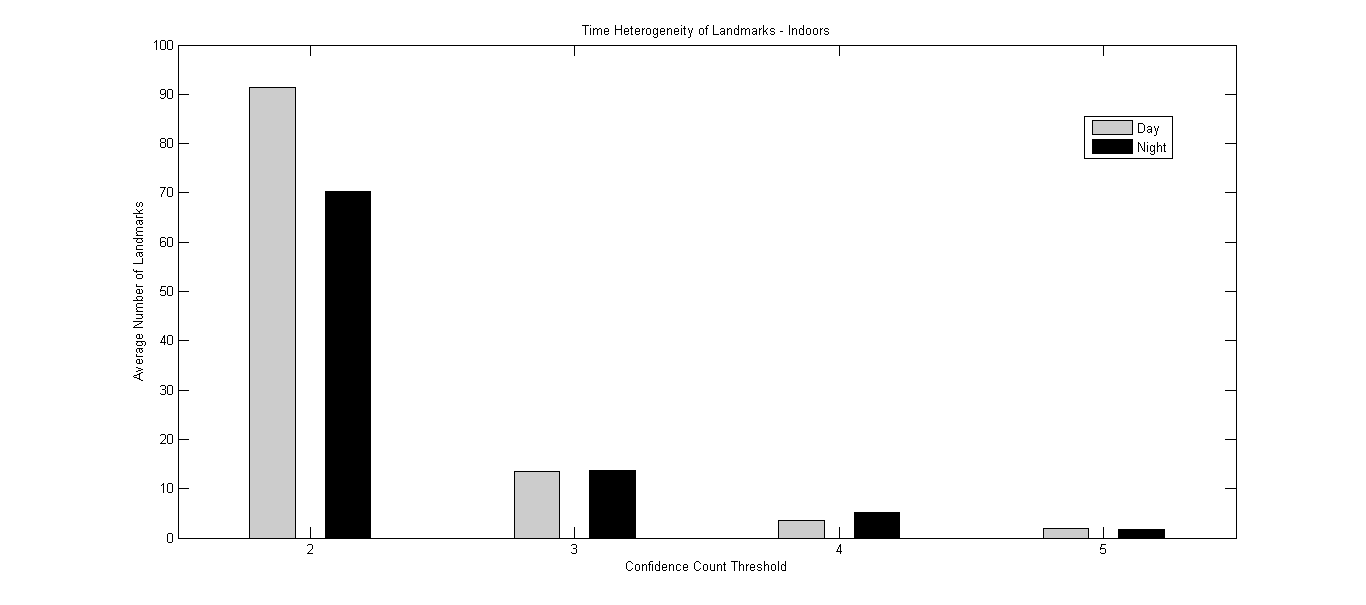 Time Heterogeneity of Landmarks - Indoors
100
90
80
70
60
50
40
30
20
10
0
Average Number of Landmarks
Day
Night
2 3 4 5
Confidence Count Threshold